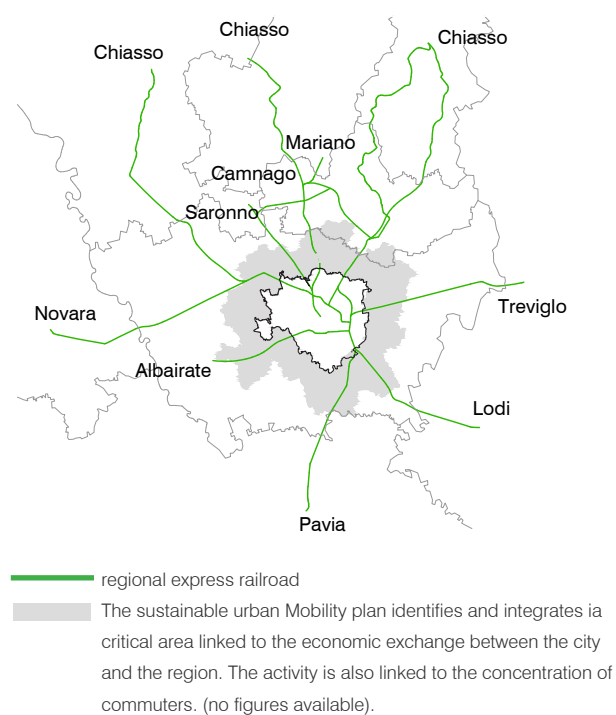 Chiasso
Chiasso
Chiasso
Mariano
Camnago
Saronno
Novara
Treviglo
Albairate
Lodi
Pavia
regional express railroad
The sustainable urban Mobility plan identifies and integrates ia
critical area linked to the economic exchange between the city
and the region. The activity is also linked to the concentration of
commuters. (no figures available).